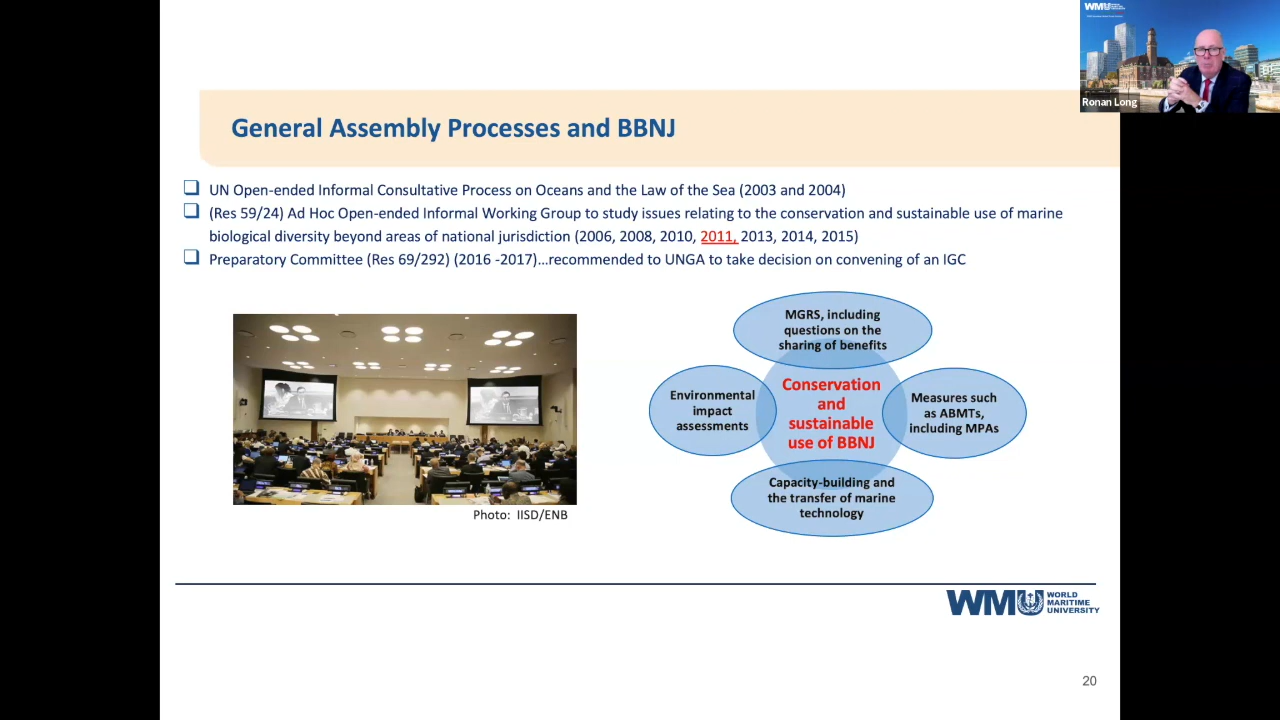 WMU
Ronan Long
General Assembly Processes and BBNJ
UN Open-ended Informal Consultative Process on Oceans and the Law of the Sea (2003 and 2004)
(Res 59/24) Ad Hoc Open-ended Informal Working Group to study issues relating to the conservation and sustainable use of marine
biological diversity beyond areas of national jurisdiction (2006, 2008, 2010, 2011, 2013, 2014, 2015)
Preparatory Committee (Res 69/292) (2016 -2017)…recommended to UNGA to take decision on convening of an IGC
MGRS, including
questions on the
sharing of benefits
Environmental
impact
assessments
Conservation
and
sustainable
use of BBNJ
Measures such
as ABMTs,
including MPAs
Capacity-building and
the transfer of marine
technology
Photo: IISD/ENB
WMU
WORLD
MARITIME
UNIVERSITY
20